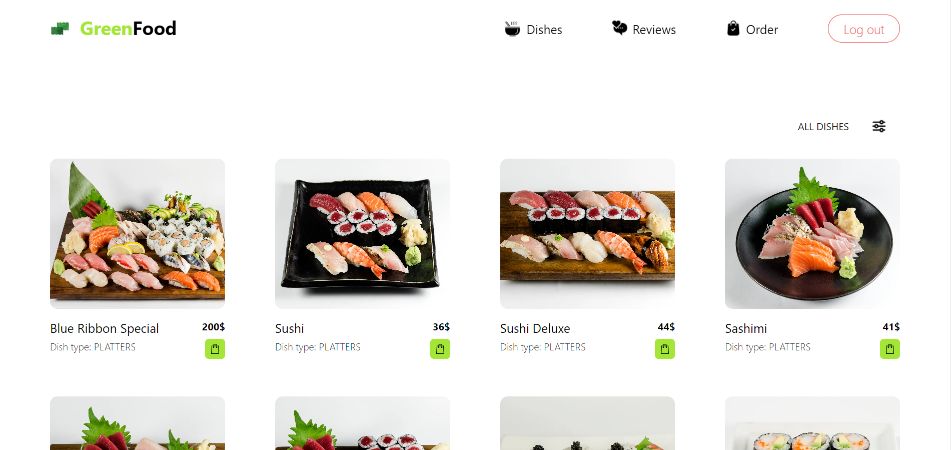 GreenFood
Dishes
Reviews
Order
Log out
ALL DISHES
Blue Ribbon Special 200$
Dish type: PLATTERS
Sushi 36$
Dish type: PLATTERS
Sushi Deluxe 44$
Dish type: PLATTERS
Sashimi 41$
Dish type: PLATTERS